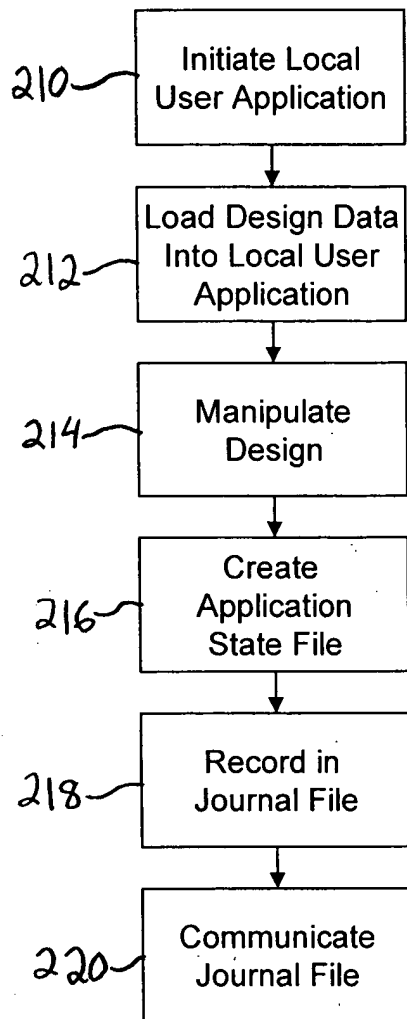 210
Initiate Local
User Application
212
Load Design Data
Into Local User
Application
214
Manipulate
Design
216
Create
Application
State File
218
Record in
Journal File
220
Communicate
Journal File